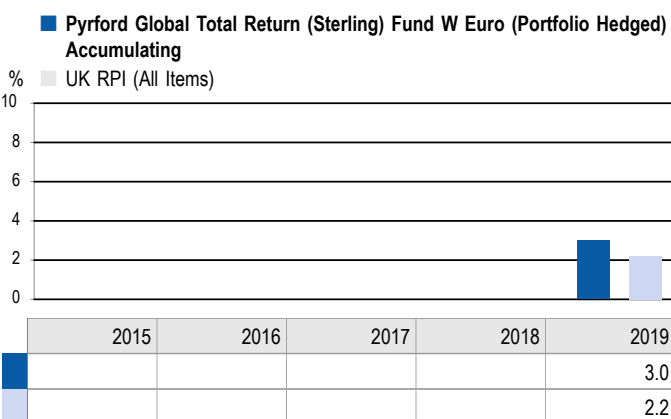 Pyrford Global Total Return (Sterling) Fund W Euro (Portfolio Hedged)
Accumulating
% UK RPI (All Items)
10
8
6
4
2
0
2015 2016 2017 2018 2019
3.0
2.2